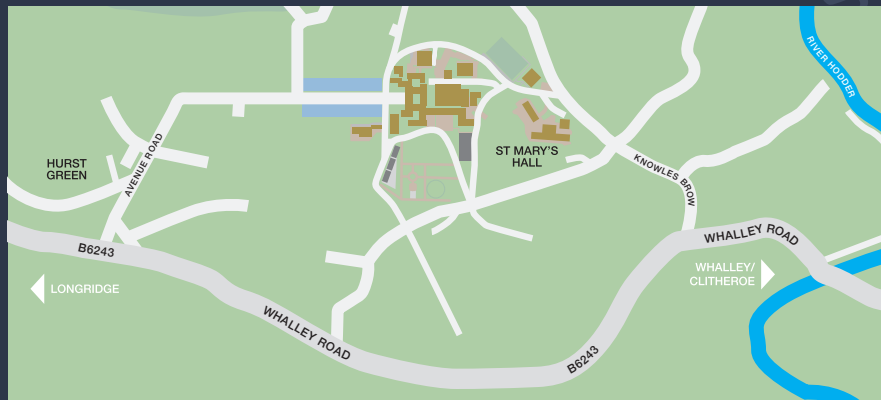 RIVER HODDER
AVENUE ROAD
HURST
GREEN
ST MARY'S
HALL
KNOWLES BROW
B6243
WHALLEY ROAD
LONGRIDGE
WHALLEY/
CLITHEROE
WHALLEY ROAD
B6243